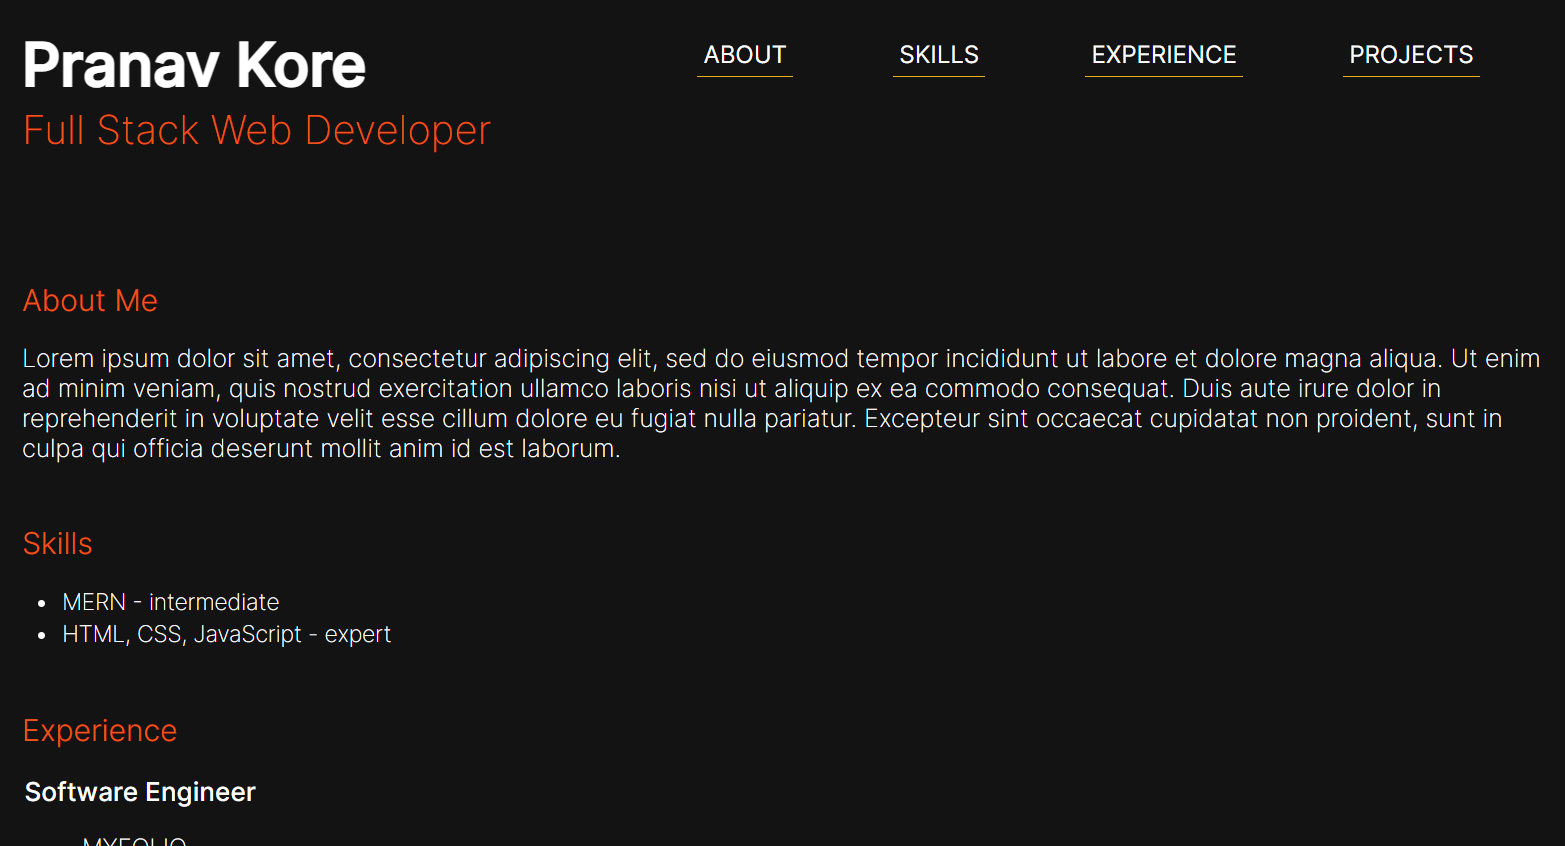 Pranav Kore
ABOUT SKILLS EXPERIENCE PROJECTS
Full Stack Web Developer
About Me
Lorem ipsum dolor sit amet, consectetur adipiscing elit, sed do eiusmod tempor incididunt ut labore et dolore magna aliqua. Ut enim
ad minim veniam, quis nostrud exercitation ullamco laboris nisi ut aliquip ex ea commodo consequat. Duis aute irure dolor in
reprehenderit in voluptate velit esse cillum dolore eu fugiat nulla pariatur. Excepteur sint occaecat cupidatat non proident, sunt in
culpa qui officia deserunt mollit anim id est laborum.
Skills
• MERN - intermediate
• HTML, CSS, JavaScript - expert
Experience
Software Engineer
MYFOLIO